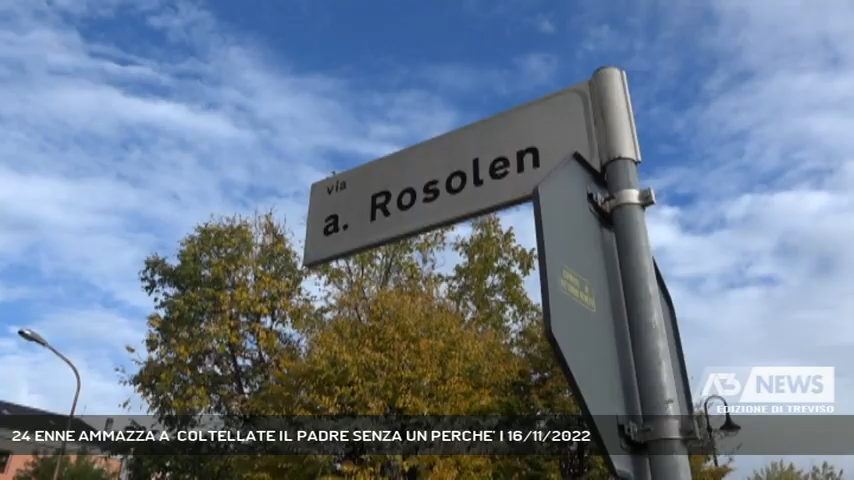 via
a. Rosolen
A3 NEWS
EDIZIONE DI TREVISO
24 ENNE AMMAZZA A' COLTELLATE IL PADRE SENZA UN PERCHE' | 16/11/2022